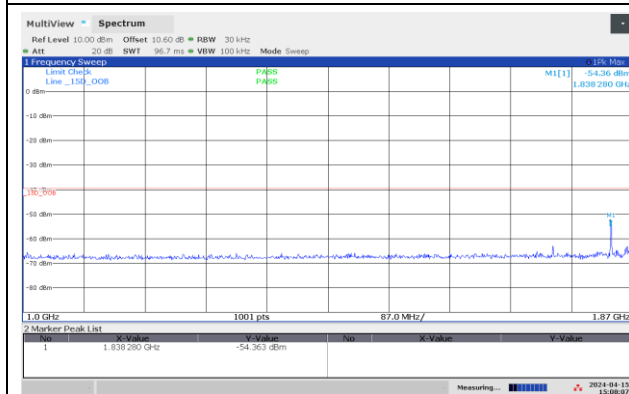 MultiView Spectrum
Ref Level 10.00 dBm Offset 10.60 dB RBW 30 kHz
Att 20 dB SWT 96.7 ms VBW 100 kHz Mode Sweep
1 Frequency Sweep 1Pk Max
Limit Check PASS M1[1] -54.36 dBm
Line _15D_OOB PASS 1.838 280 GHz
0 dBm
-10 dBm
-20 dBm
-30 dBm
_15D_OOB
-50 dBm
M1
-60 dBm
-70 dBm
-80 dBm
1.0 GHz 1001 pts 87.0 MHz/ 1.87 GHz
2 Marker Peak List
No X-Value Y-Value No X-Value Y-Value
1 1.838 280 GHz -54.363 dBm
Measuring... 2024-04-15
15:08:07